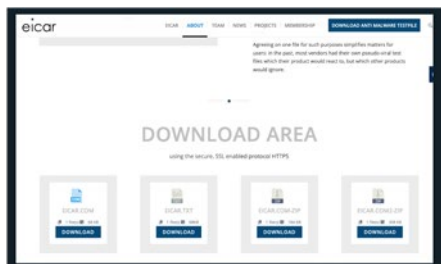 eicar
EICAR ABOUT TEAM NEWS PROJECTS MEMBERSHIP DOWNLOAD ANTI MALWARE TESTFILE
Agreeing on one file for such purposes simplifies matters for
users: in the past, most vendors had their own pseudo-viral test
files which their product would react to, but which other products
would ignore.
DOWNLOAD AREA
using the secure, SSL enabled protocol HTTPS
EICAR.COM EICAR.TXT EICAR.COM-ZIP EICAR.COM2-ZIP
DOWNLOAD DOWNLOAD DOWNLOAD DOWNLOAD